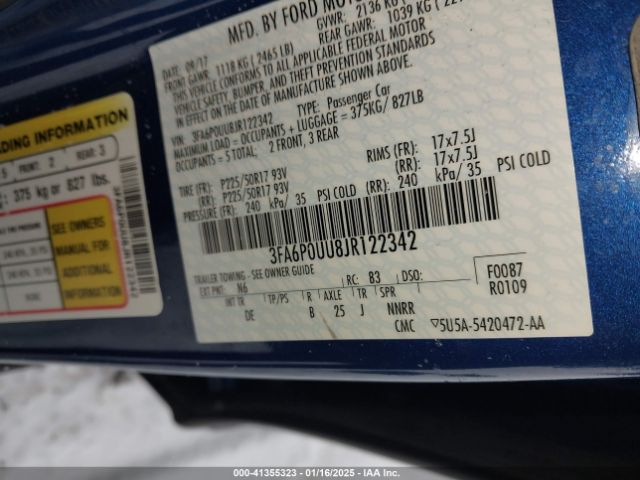 MFD. BY FORD MOTOR
GVWR: 2136 KG
DATE: 09/17
FRONT GAWR: 1118 KG (2465 LB)
REAR GAWR: 1039 KG
THIS VEHICLE CONFORMS TO ALL APPLICABLE FEDERAL MOTOR
VEHICLE SAFETY, BUMPER, AND THEFT PREVENTION STANDARDS
IN EFFECT ON THE DATE OF MANUFACTURE SHOWN ABOVE.
VIN: 3FA6P0UU8JR122342 TYPE: Passenger Car
MAXIMUM LOAD = OCCUPANTS + LUGGAGE = 375KG/ 827LB
OCCUPANTS = 5 TOTAL: 2 FRONT, 3 REAR
TIRE (FR): P225/50R17 93V RIMS (FR): 17x7.5J
(RR): P225/50R17 93V (RR): 17x7.5J
PRESSURE (FR): 240 kPa/ 35 PSI COLD (RR): 240 kPa/ 35 PSI COLD
3FA6P0UU8JR122342
TRAILER TOWING - SEE OWNER GUIDE
EXT PNT: N6 RC: 83 DSO:
INT TR TP/PS R AXLE TR SPR
DE B 25 J NNRR
F0087
R0109
CMC 5U5A-5420472-AA
ADING INFORMATION
5 FRONT: 2 REAR: 3
375 kg or 827 lbs.
SEE OWNERS
MANUAL FOR
ADDITIONAL
INFORMATION
3FA6P0UU8JR122342
000-41355323 - 01/16/2025 - IAA Inc.